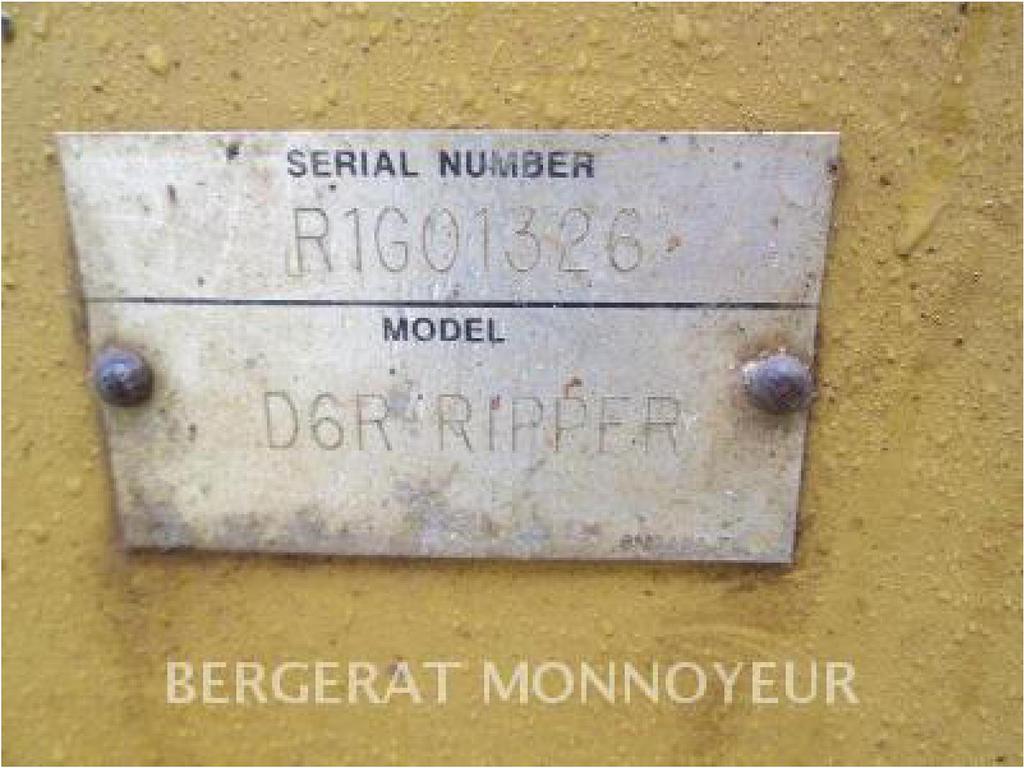 SERIAL NUMBER
R1G01326
MODEL
D6R RIPPER
BERGERAT MONNOYEUR